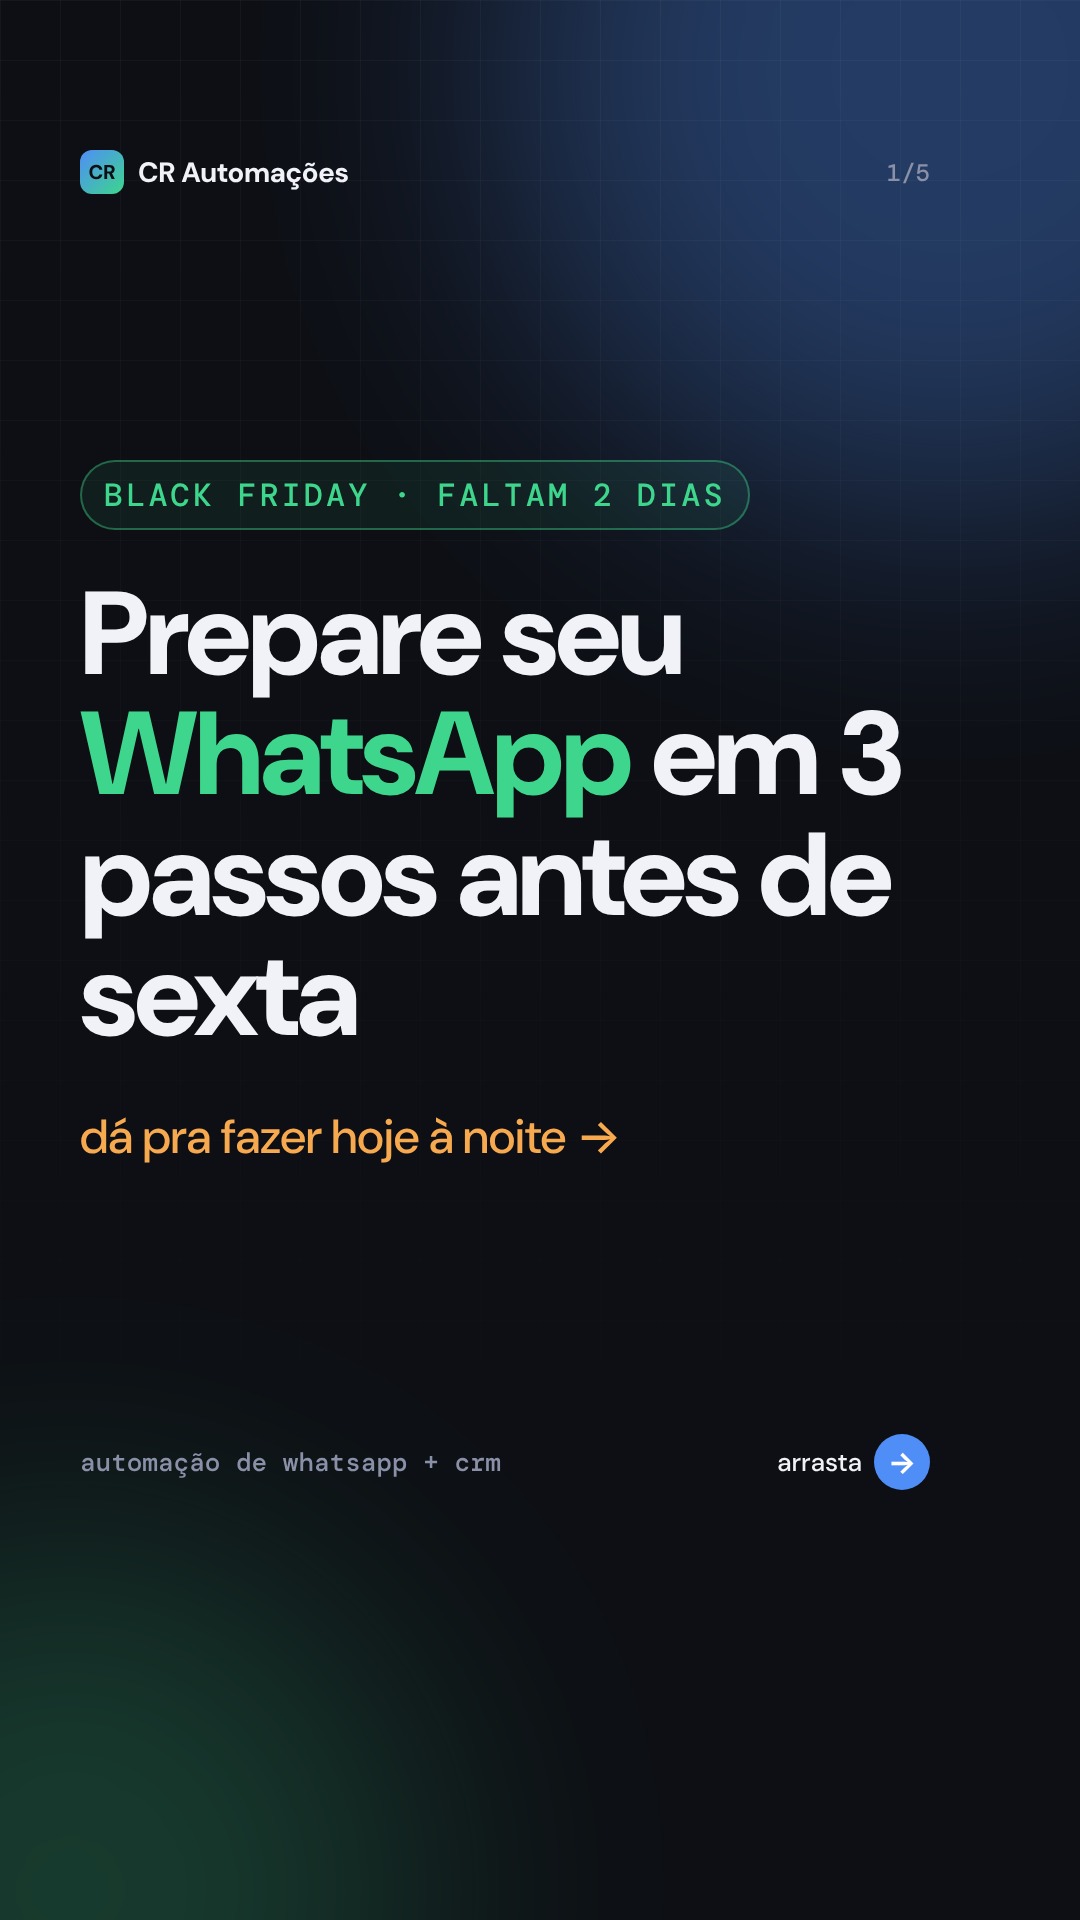 CR CR Automações
1/5
BLACK FRIDAY · FALTAM 2 DIAS
Prepare seu
WhatsApp em 3
passos antes de
sexta
dá pra fazer hoje à noite →
automação de whatsapp + crm
arrasta →